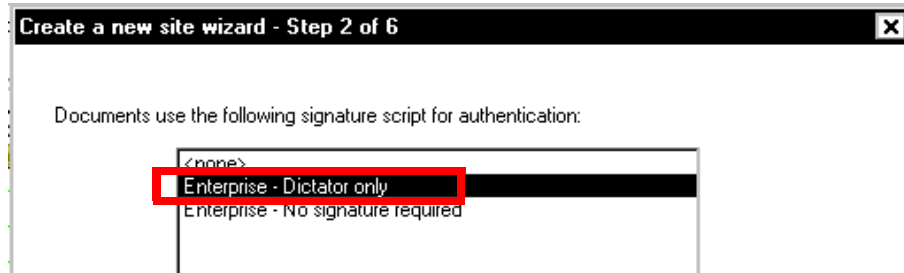 Create a new site wizard - Step 2 of 6
Documents use the following signature script for authentication:
<none>
Enterprise - Dictator only
Enterprise - No signature required